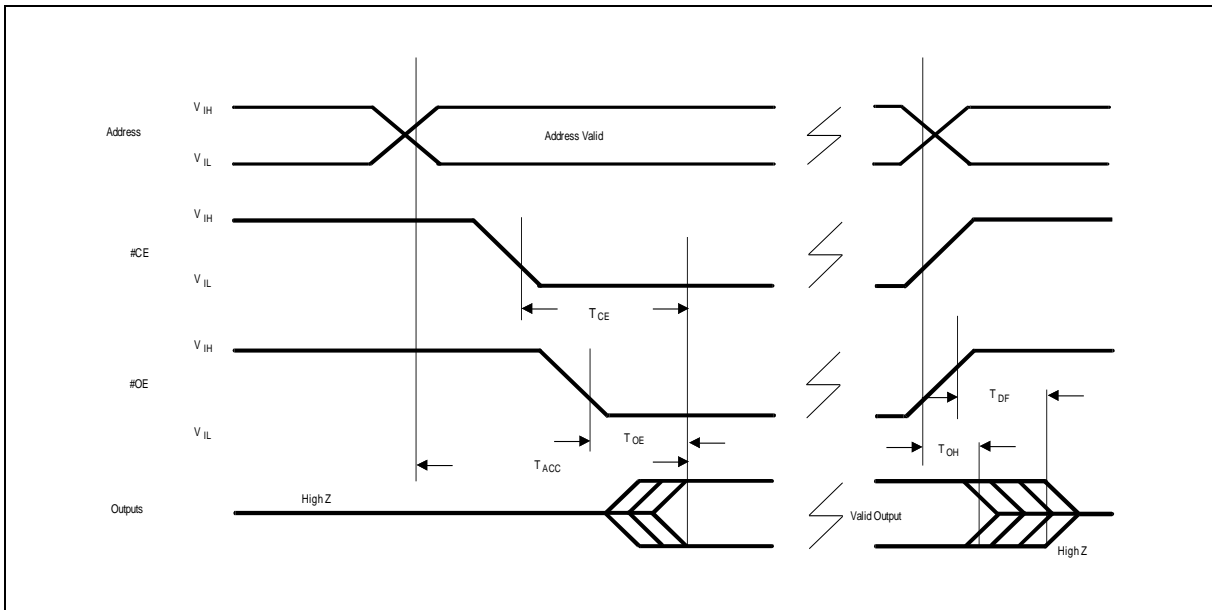 V IH
Address
Address Valid
V IL
V IH
#CE
V IL
T CE
V IH
#OE
T DF
V IL
T OE
T OH
T ACC
High Z
Outputs
Valid Output
High Z